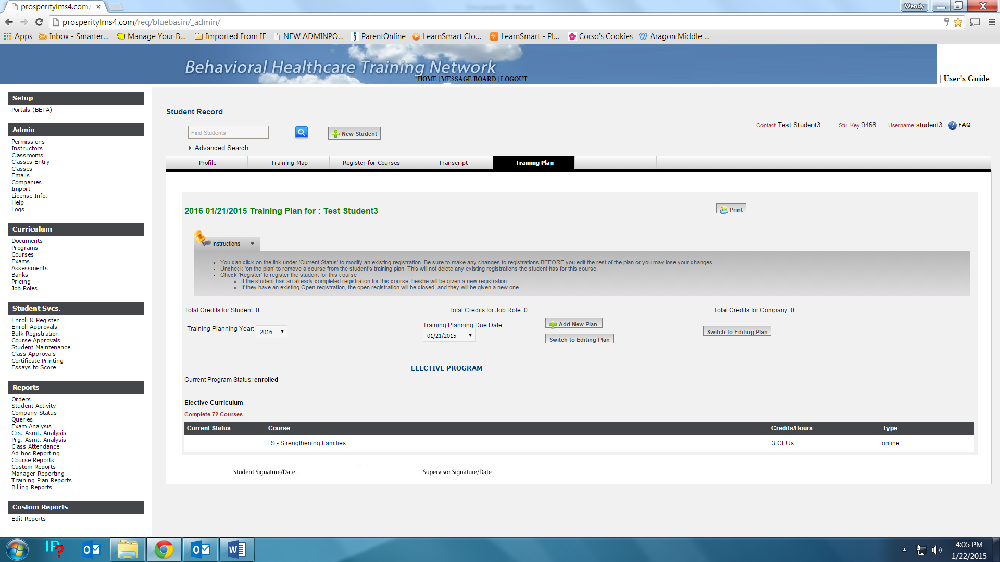 Document1 - Word
Wendy
prosperitylms4.com/
prosperitylms4.com/req/bluebasin/_admin/
Apps Inbox - Smarter... Manage Your B... Imported From IE NEW ADMINPO... ParentOnline LearnSmart Clo... LearnSmart - Pl... Corso's Cookies Aragon Middle ...
Behavioral Healthcare Training Network
HOME | MESSAGE BOARD | LOGOUT
| User's Guide
Setup
Portals (BETA)
Admin
Permissions
Instructors
Classrooms
Classes Entry
Classes
Emails
Companies
Import
License Info.
Help
Logs
Curriculum
Documents
Programs
Courses
Exams
Assessments
Banks
Pricing
Job Roles
Student Svcs.
Enroll & Register
Enroll Approvals
Bulk Registration
Course Approvals
Student Maintenance
Class Approvals
Certificate Printing
Essays to Score
Reports
Orders
Student Activity
Company Status
Queries
Exam Analysis
Crs. Asmt. Analysis
Prg. Asmt. Analysis
Class Attendance
Ad hoc Reporting
Course Reports
Custom Reports
Manager Reporting
Training Plan Reports
Billing Reports
Custom Reports
Edit Reports
Student Record
Contact Test Student3 Stu. Key 9468 Username student3 ? FAQ
Find Students New Student
Advanced Search
Profile Training Map Register for Courses Transcript Training Plan
2016 01/21/2015 Training Plan for : Test Student3
Print
Instructions
• You can click on the link under 'Current Status' to modify an existing registration. Be sure to make any changes to registrations BEFORE you edit the rest of the plan or you may lose your changes.
• Uncheck 'on the plan' to remove a course from the student's training plan. This will not delete any existing registrations the student has for this course.
• Check 'Register' to register the student for this course
◦ If the student has an already completed registration for this course, he/she will be given a new registration.
◦ If they have an existing Open registration, the open registration will be closed, and they will be given a new one.
Total Credits for Student: 0 Total Credits for Job Role: 0 Total Credits for Company: 0
Training Planning Year: 2016 Training Planning Due Date: 01/21/2015
Add New Plan
Switch to Editing Plan
Switch to Editing Plan
ELECTIVE PROGRAM
Current Program Status: enrolled
Elective Curriculum
Complete 72 Courses
Current Status Course Credits/Hours Type
FS - Strengthening Families 3 CEUs online
Student Signature/Date Supervisor Signature/Date
IP?
4:05 PM
1/22/2015